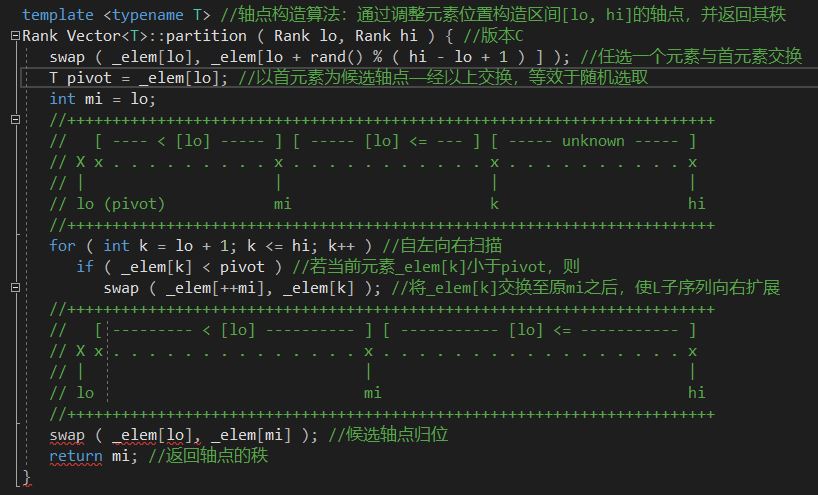 template <typename T> //轴点构造算法：通过调整元素位置构造区间[lo, hi]的轴点，并返回其秩
Rank Vector<T>::partition ( Rank lo, Rank hi ) { //版本C
swap ( _elem[lo], _elem[lo + rand() % ( hi - lo + 1 ) ] ); //任选一个元素与首元素交换
T pivot = _elem[lo]; //以首元素为候选轴点—经以上交换，等效于随机选取
int mi = lo;
//++++++++++++++++++++++++++++++++++++++++++++++++++++++++++++++++++++++++
// [ ---- < [lo] ----- ] [ ----- [lo] <= --- ] [ ----- unknown ----- ]
// X x . . . . . . . . . x . . . . . . . . . . . x . . . . . . . . . . x
// | | | |
// lo (pivot) mi k hi
//++++++++++++++++++++++++++++++++++++++++++++++++++++++++++++++++++++++++
for ( int k = lo + 1; k <= hi; k++ ) //自左向右扫描
if ( _elem[k] < pivot ) //若当前元素_elem[k]小于pivot，则
swap ( _elem[++mi], _elem[k] ); //将_elem[k]交换至原mi之后，使L子序列向右扩展
//++++++++++++++++++++++++++++++++++++++++++++++++++++++++++++++++++++++++
// [ --------- < [lo] ---------- ] [ ----------- [lo] <= ----------- ]
// X x . . . . . . . . . . . . . . x . . . . . . . . . . . . . . . . . x
// | | |
// lo mi hi
//++++++++++++++++++++++++++++++++++++++++++++++++++++++++++++++++++++++++
swap ( _elem[lo], _elem[mi] ); //候选轴点归位
return mi; //返回轴点的秩
}